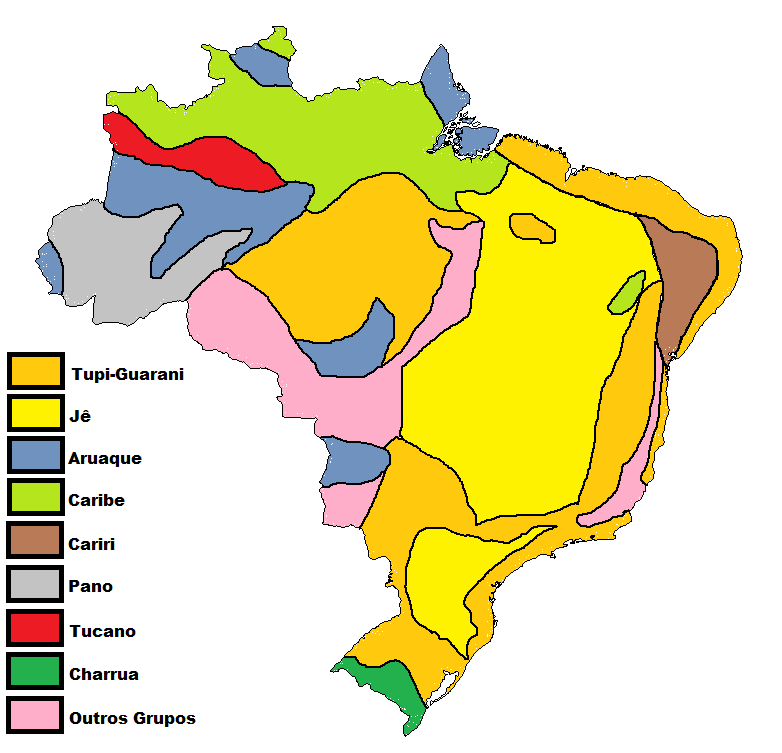 Tupi-Guarani
Jê
Aruaque
Caribe
Cariri
Pano
Tucano
Charrua
Outros Grupos